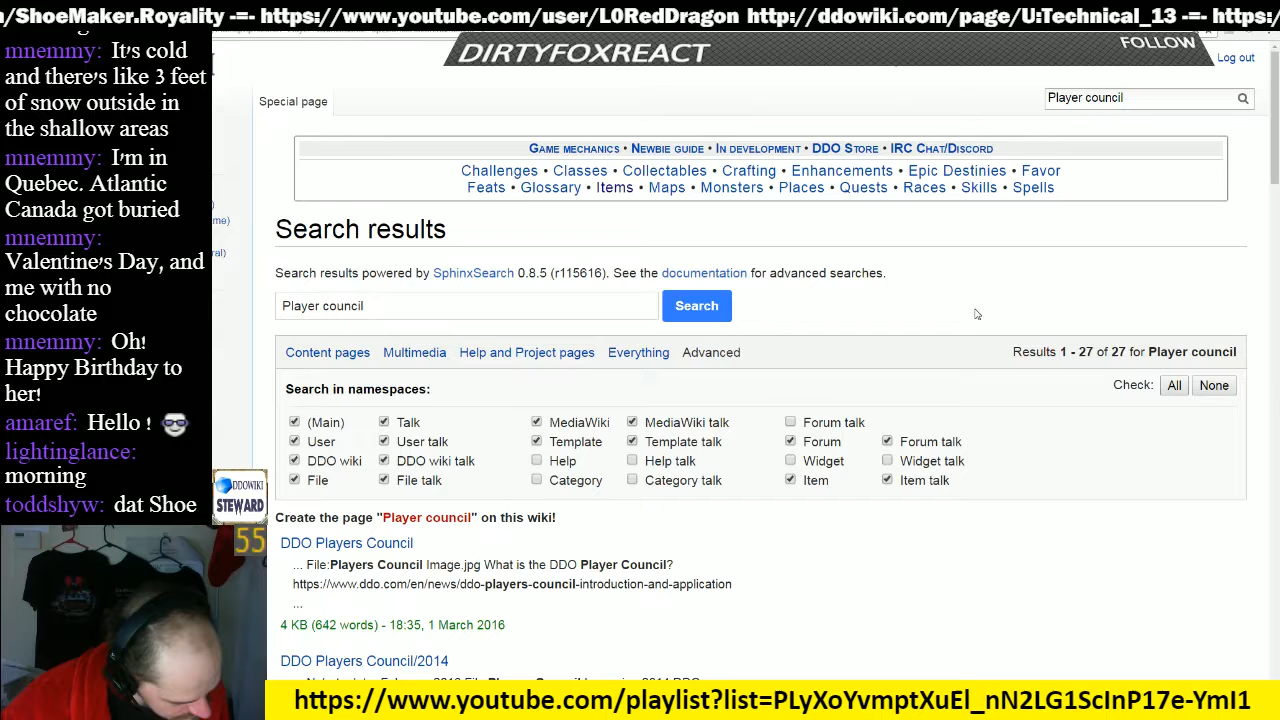 /ShoeMaker.Royality -=- https://www.youtube.com/user/L0RedDragon http://ddowiki.com/page/U:Technical_13 -=- https:/
mnemmy: It's cold
and there's like 3 feet
of snow outside in
the shallow areas
mnemmy: I'm in
Quebec. Atlantic
Canada got buried
mnemmy:
Valentine's Day, and
me with no
chocolate
mnemmy: Oh!
Happy Birthday to
her!
amaref: Hello !
lightinglance:
morning
toddshyw: dat Shoe
DDOWIKI
STEWARD
55
DIRTYFOXREACT
FOLLOW
Log out
Special page
Player council
GAME MECHANICS • NEWBIE GUIDE • IN DEVELOPMENT • DDO STORE • IRC CHAT/DISCORD
Challenges • Classes • Collectables • Crafting • Enhancements • Epic Destinies • Favor
Feats • Glossary • Items • Maps • Monsters • Places • Quests • Races • Skills • Spells
me)
ral)
Search results
Search results powered by SphinxSearch 0.8.5 (r115616). See the documentation for advanced searches.
Player council
Search
Content pages Multimedia Help and Project pages Everything Advanced
Results 1 - 27 of 27 for Player council
Search in namespaces:
Check: All None
(Main) Talk MediaWiki MediaWiki talk Forum talk
User User talk Template Template talk Forum Forum talk
DDO wiki DDO wiki talk Help Help talk Widget Widget talk
File File talk Category Category talk Item Item talk
Create the page "Player council" on this wiki!
DDO Players Council
... File:Players Council Image.jpg What is the DDO Player Council?
https://www.ddo.com/en/news/ddo-players-council-introduction-and-application
...
4 KB (642 words) - 18:35, 1 March 2016
DDO Players Council/2014
https://www.youtube.com/playlist?list=PLyXoYvmptXuEl_nN2LG1ScInP17e-YmI1